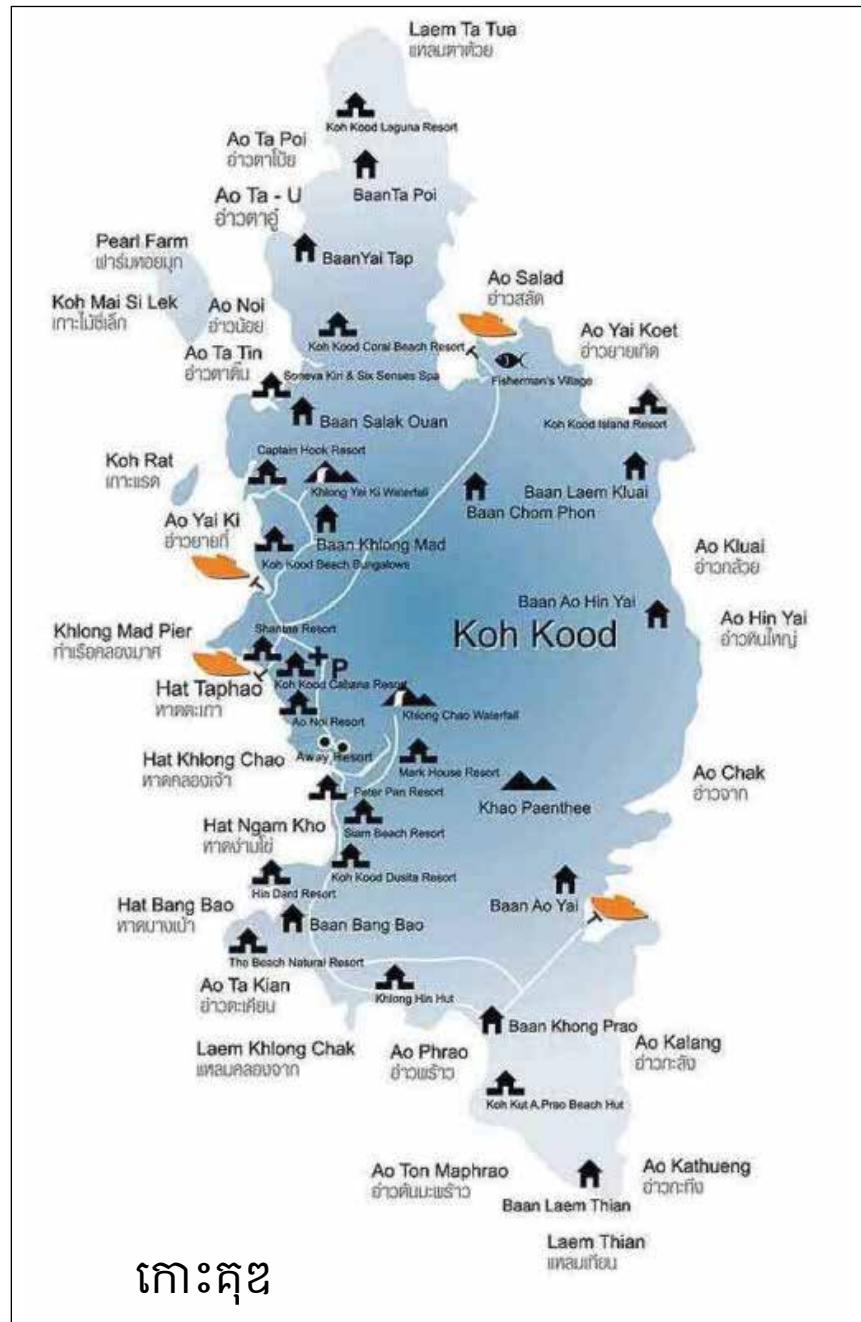 Laem Ta Tua
แหลมตาต้วย
Koh Kood Laguna Resort
Ao Ta Poi
อ่าวตาโป้ย
BaanTa Poi
Ao Ta - U
อ่าวตาอู๋
Pearl Farm
ฟาร์มหอยมุก
BaanYai Tap
Ao Salad
อ่าวสลัด
Koh Mai Si Lek
เกาะไม้ซี้เล็ก
Ao Noi
อ่าวน้อย
Koh Kood Coral Beach Resort
Ao Yai Koet
อ่าวยายเกิด
Ao Ta Tin
อ่าวตาติ้น
Soneva Kiri & Six Senses Spa
Fisherman's Village
Baan Salak Ouan
Koh Kood Island Resort
Koh Rat
เกาะแรด
Captain Hook Resort
Khlong Yai Ki Waterfall
Baan Laem Kluai
Baan Chom Phon
Ao Yai Ki
อ่าวยายกี๋
Baan Khlong Mad
Koh Kood Beach Bungalows
Ao Kluai
อ่าวกล้วย
Baan Ao Hin Yai
Koh Kood
Ao Hin Yai
อ่าวหินใหญ่
Khlong Mad Pier
ท่าเรือคลองมาศ
Shantaa Resort
P
Koh Kood Cabana Resort
Hat Taphao
หาดตะเภา
Ao Noi Resort
Khlong Chao Waterfall
Hat Khlong Chao
หาดคลองเจ้า
Away Resort
Mark House Resort
Ao Chak
อ่าวจาก
Peter Pan Resort
Khao Paenthee
Hat Ngam Kho
หาดง่ามโข่
Siam Beach Resort
Koh Kood Dusita Resort
Hin Dard Resort
Baan Ao Yai
Hat Bang Bao
หาดบางเบ้า
Baan Bang Bao
The Beach Natural Resort
Ao Ta Kian
อ่าวตะเคียน
Khlong Hin Hut
Baan Khong Prao
Laem Khlong Chak
แหลมคลองจาก
Ao Phrao
อ่าวพร้าว
Ao Kalang
อ่าวกะลัง
Koh Kut A.Prao Beach Hut
Ao Ton Maphrao
อ่าวต้นมะพร้าว
Ao Kathueng
อ่าวกะทึง
Baan Laem Thian
Laem Thian
แหลมเทียน
កោះគុឌ